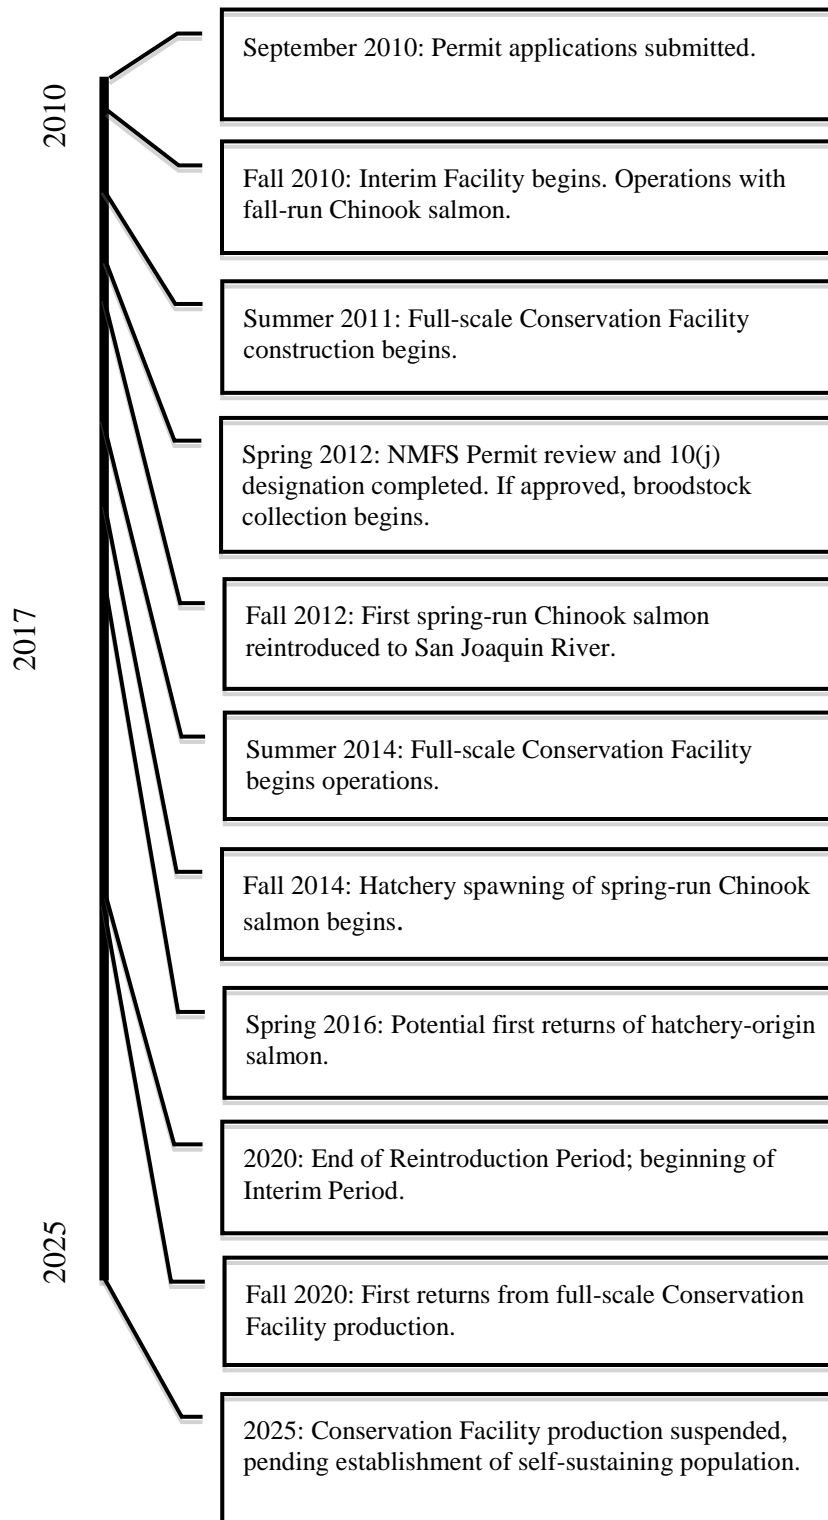 2010
2017
2025
September 2010: Permit applications submitted.
Fall 2010: Interim Facility begins. Operations with
fall-run Chinook salmon.
Summer 2011: Full-scale Conservation Facility
construction begins.
Spring 2012: NMFS Permit review and 10(j)
designation completed. If approved, broodstock
collection begins.
Fall 2012: First spring-run Chinook salmon
reintroduced to San Joaquin River.
Summer 2014: Full-scale Conservation Facility
begins operations.
Fall 2014: Hatchery spawning of spring-run Chinook
salmon begins.
Spring 2016: Potential first returns of hatchery-origin
salmon.
2020: End of Reintroduction Period; beginning of
Interim Period.
Fall 2020: First returns from full-scale Conservation
Facility production.
2025: Conservation Facility production suspended,
pending establishment of self-sustaining population.